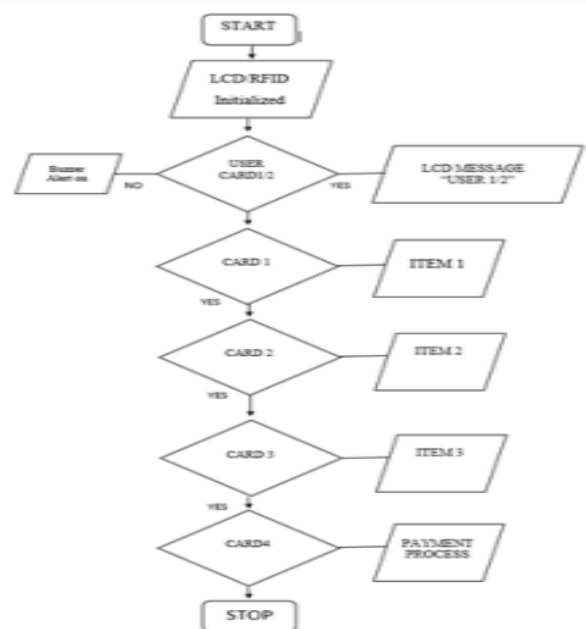 START
LCD/RFID
Initialized
USER
CARD1/2
Buzzer
Alert on
NO
YES
LCD MESSAGE
"USER 1/2"
CARD 1
ITEM 1
YES
CARD 2
ITEM 2
YES
CARD 3
ITEM 3
YES
CARD4
PAYMENT
PROCESS
STOP